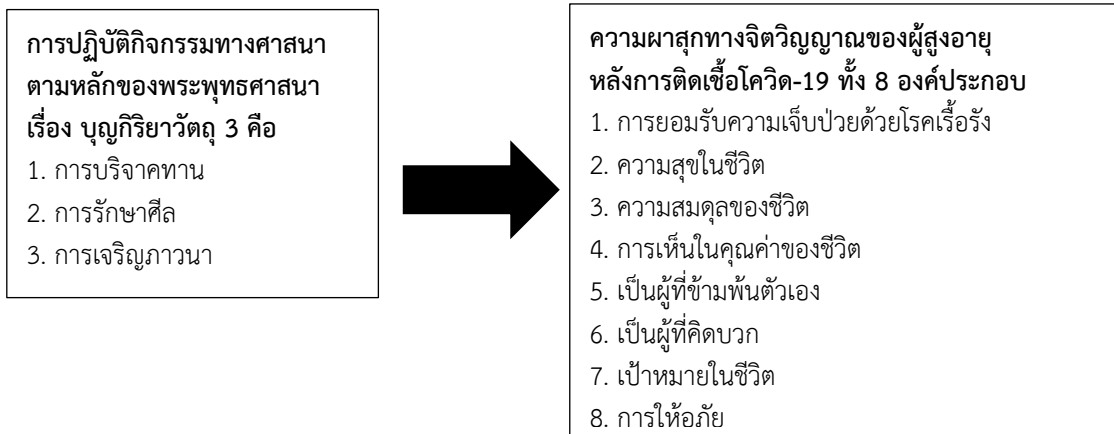 การปฏิบัติกิจกรรมทางศาสนา
ตามหลักของพระพุทธศาสนา
เรื่อง บุญกิริยาวัตถุ 3 คือ
1. การบริจาคทาน
2. การรักษาศีล
3. การเจริญภาวนา
ความผาสุกทางจิตวิญญาณของผู้สูงอายุ
หลังการติดเชื้อโควิด-19 ทั้ง 8 องค์ประกอบ
1. การยอมรับความเจ็บป่วยด้วยโรคเรื้อรัง
2. ความสุขในชีวิต
3. ความสมดุลของชีวิต
4. การเห็นในคุณค่าของชีวิต
5. เป็นผู้ที่ข้ามพ้นตัวเอง
6. เป็นผู้ที่คิดบวก
7. เป้าหมายในชีวิต
8. การให้อภัย